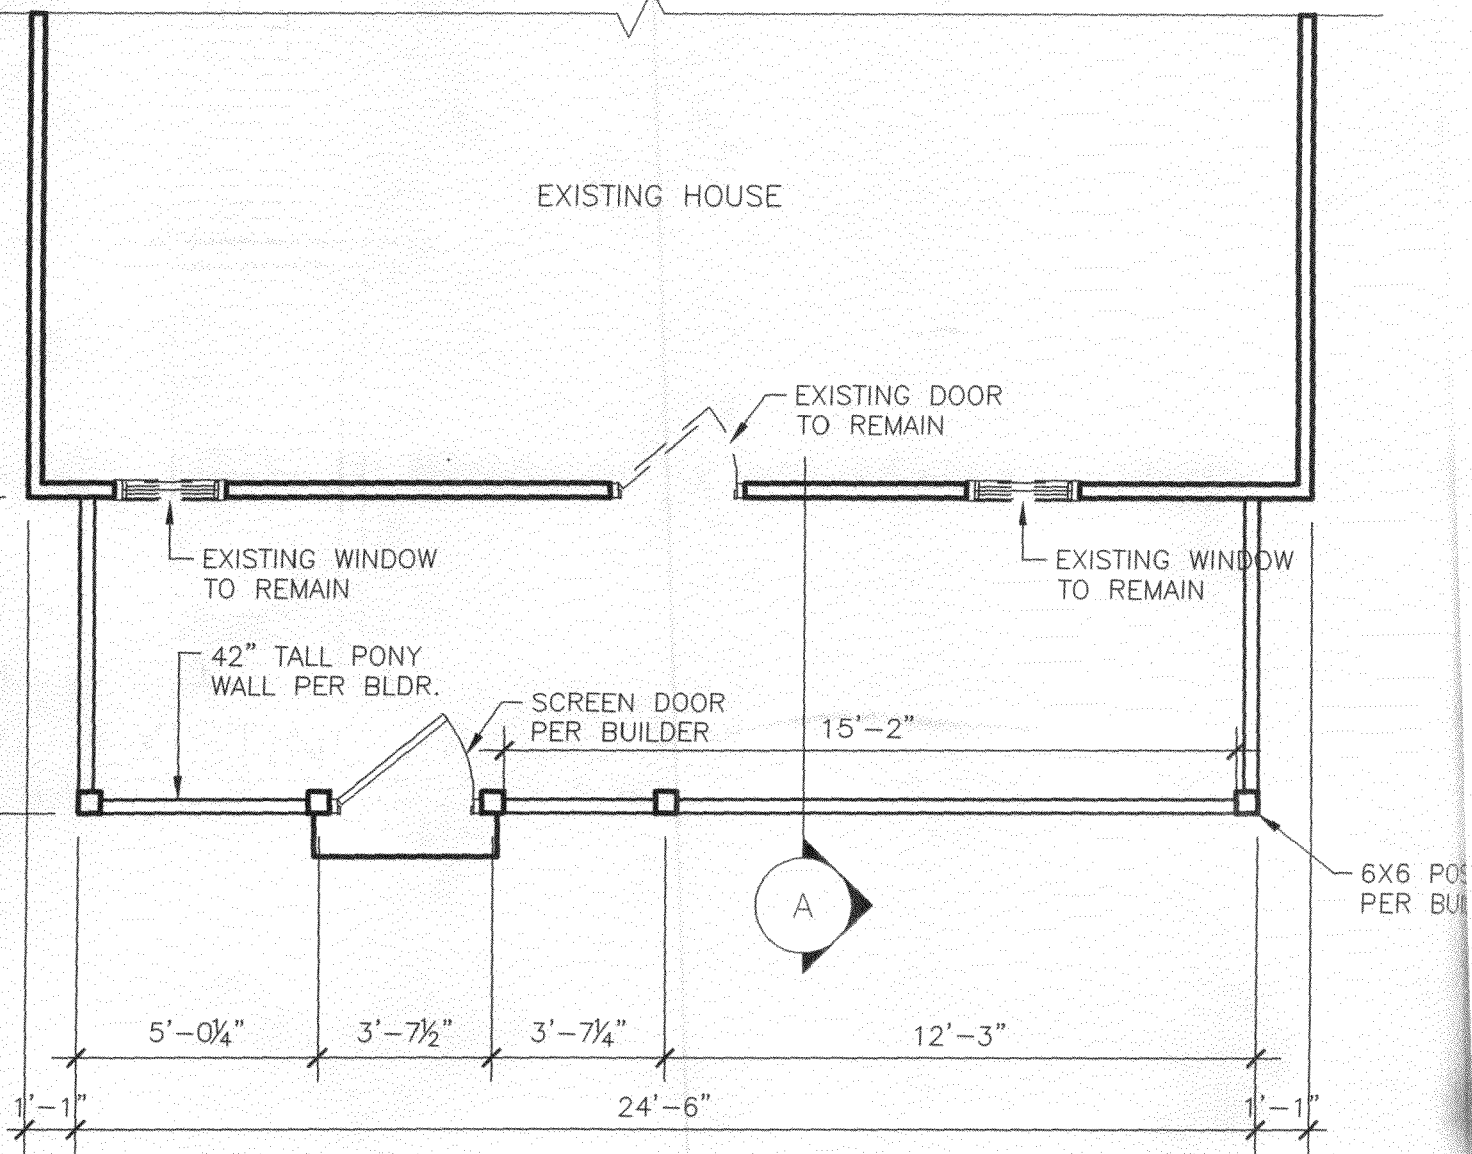 EXISTING HOUSE
EXISTING DOOR
TO REMAIN
EXISTING WINDOW
TO REMAIN
EXISTING WINDOW
TO REMAIN
42” TALL PONY
WALL PER BLDR.
SCREEN DOOR
PER BUILDER
15’-2”
6X6
PER
A
5’-0¼”
3’-7½”
3’-7¼”
12’-3”
1’-1”
24’-6”
1’-1”